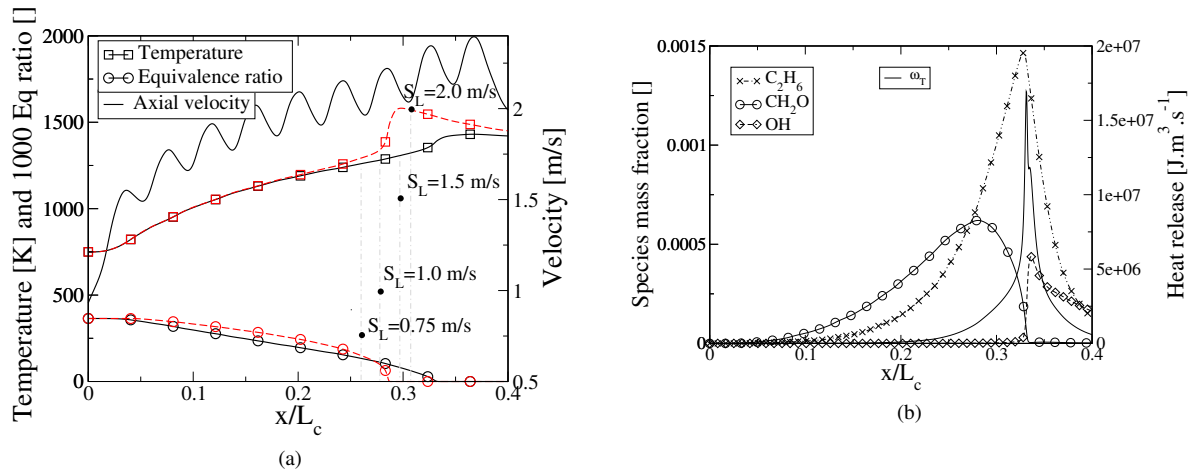 Temperature [K] and 1000 Eq ratio []
2000
1500
1000
500
0
Temperature
Equivalence ratio
Axial velocity
S_L=2.0 m/s
S_L=1.5 m/s
S_L=1.0 m/s
S_L=0.75 m/s
2
1.5
1
0.5
Velocity [m/s]
0
0.1
0.2
0.3
0.4
x/L_c
(a)
Species mass fraction []
0.0015
0.001
0.0005
0
C_2H_6
CH_2O
OH
ω_T
2e+07
1.5e+07
1e+07
5e+06
0
Heat release [J.m^3.s^-1]
0
0.1
0.2
0.3
0.4
x/L_c
(b)